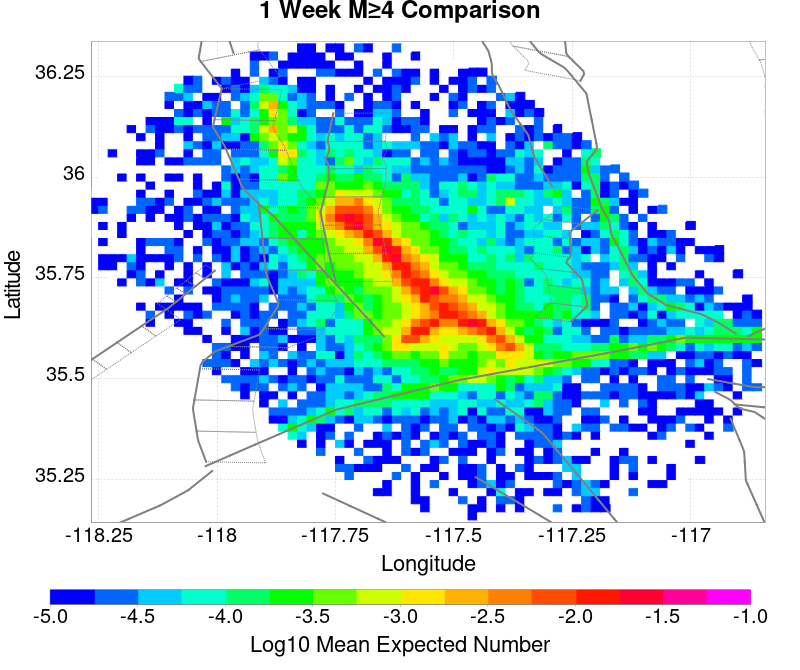 1 Week M≥4 Comparison
36.25
36
35.75
35.5
35.25
Latitude
-118.25 -118 -117.75 -117.5 -117.25 -117
Longitude
-5.0 -4.5 -4.0 -3.5 -3.0 -2.5 -2.0 -1.5 -1.0
Log10 Mean Expected Number